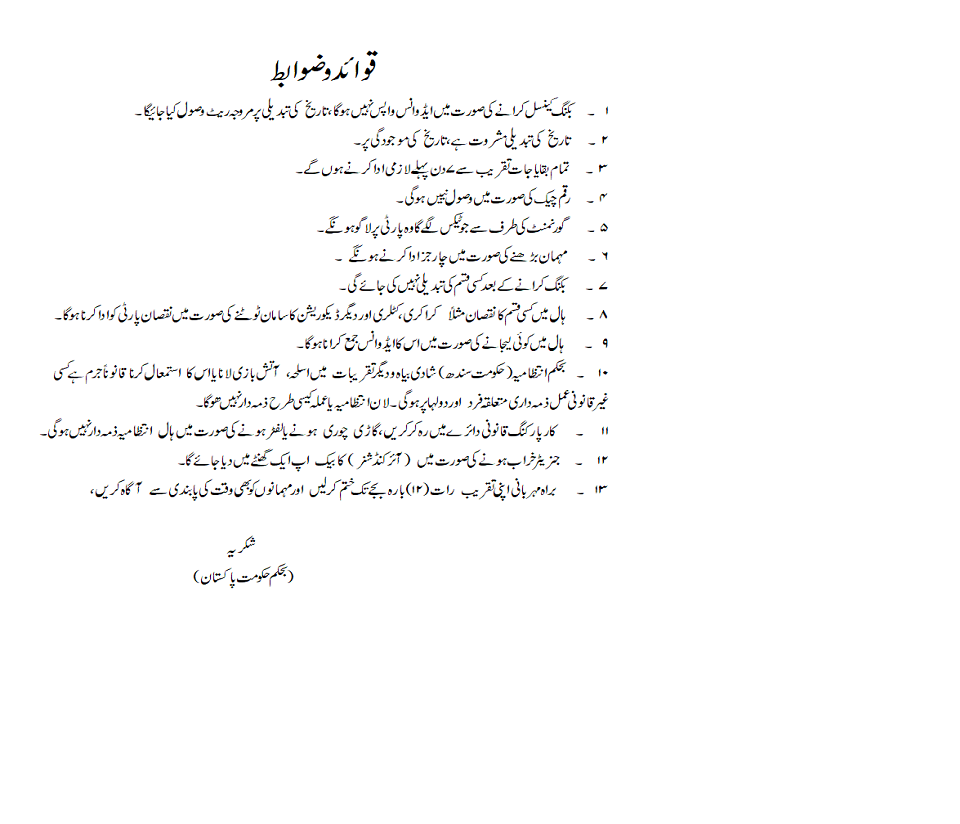 قوائد و ضوابط
۱ ۔ بکنگ کینسل کرانے کی صورت میں ایڈوانس واپس نہیں ہوگا، تاریخ کی تبدیلی پر مروجہ ریٹ وصول کیا جائیگا۔
۲ ۔ تاریخ کی تبدیلی مشروت ہے، تاریخ کی موجودگی پر۔
۳ ۔ تمام بقایا جات تقریب سے ۷ دن پہلے لازمی ادا کرنے ہوں گے۔
۴ ۔ رقم چیک کی صورت میں وصول نہیں ہوگی۔
۵ ۔ گورنمنٹ کی طرف سے جو ٹیکس لگے گا وہ پارٹی پر لاگو ہونگے۔
۶ ۔ مہمان بڑھنے کی صورت میں چارجز ادا کرنے ہونگے ۔
۷ ۔ بکنگ کرانے کے بعد کسی قسم کی تبدیلی نہیں کی جائے گی۔
۸ ۔ ہال میں کسی قسم کا نقصان مثلاً کراکری، کٹلری اور دیگر ڈیکوریشن کا سامان ٹوٹنے کی صورت میں نقصان پارٹی کو ادا کرنا ہوگا۔
۹ ۔ ہال میں کوئی لیجانے کی صورت میں اس کا ایڈوانس جمع کرانا ہوگا۔
۱۰ ۔ بحکم انتظامیہ (حکومت سندھ) شادی بیاہ و دیگر تقریبات میں اسلحہ، آتش بازی لانا یا اس کا استمعال کرنا قانوناً جرم ہے کسی
غیر قانونی عمل ذمہ داری متعلقہ فرد اور دولہا پر ہوگی۔ لان انتظامیہ یا عملہ کیسی طرح ذمہ دار نہیں ھوگا۔
۱۱ ۔ کار پارکنگ قانونی دائرے میں رہ کر کریں، گاڑی چوری ہونے یا لفٹر ہونے کی صورت میں ہال انتظامیہ ذمہ دار نہیں ہوگی۔
۱۲ ۔ جنریٹر خراب ہونے کی صورت میں (آئر کنڈشنر) کا بیک اپ ایک گھنٹے میں دیا جائے گا۔
۱۳ ۔ براہ مہربانی اپنی تقریب رات (۱۲) بارہ بجے تک ختم کرلیں اور مہمانوں کو بھی وقت کی پابندی سے آگاہ کریں،
شکریہ
(بحکم حکومت پاکستان)